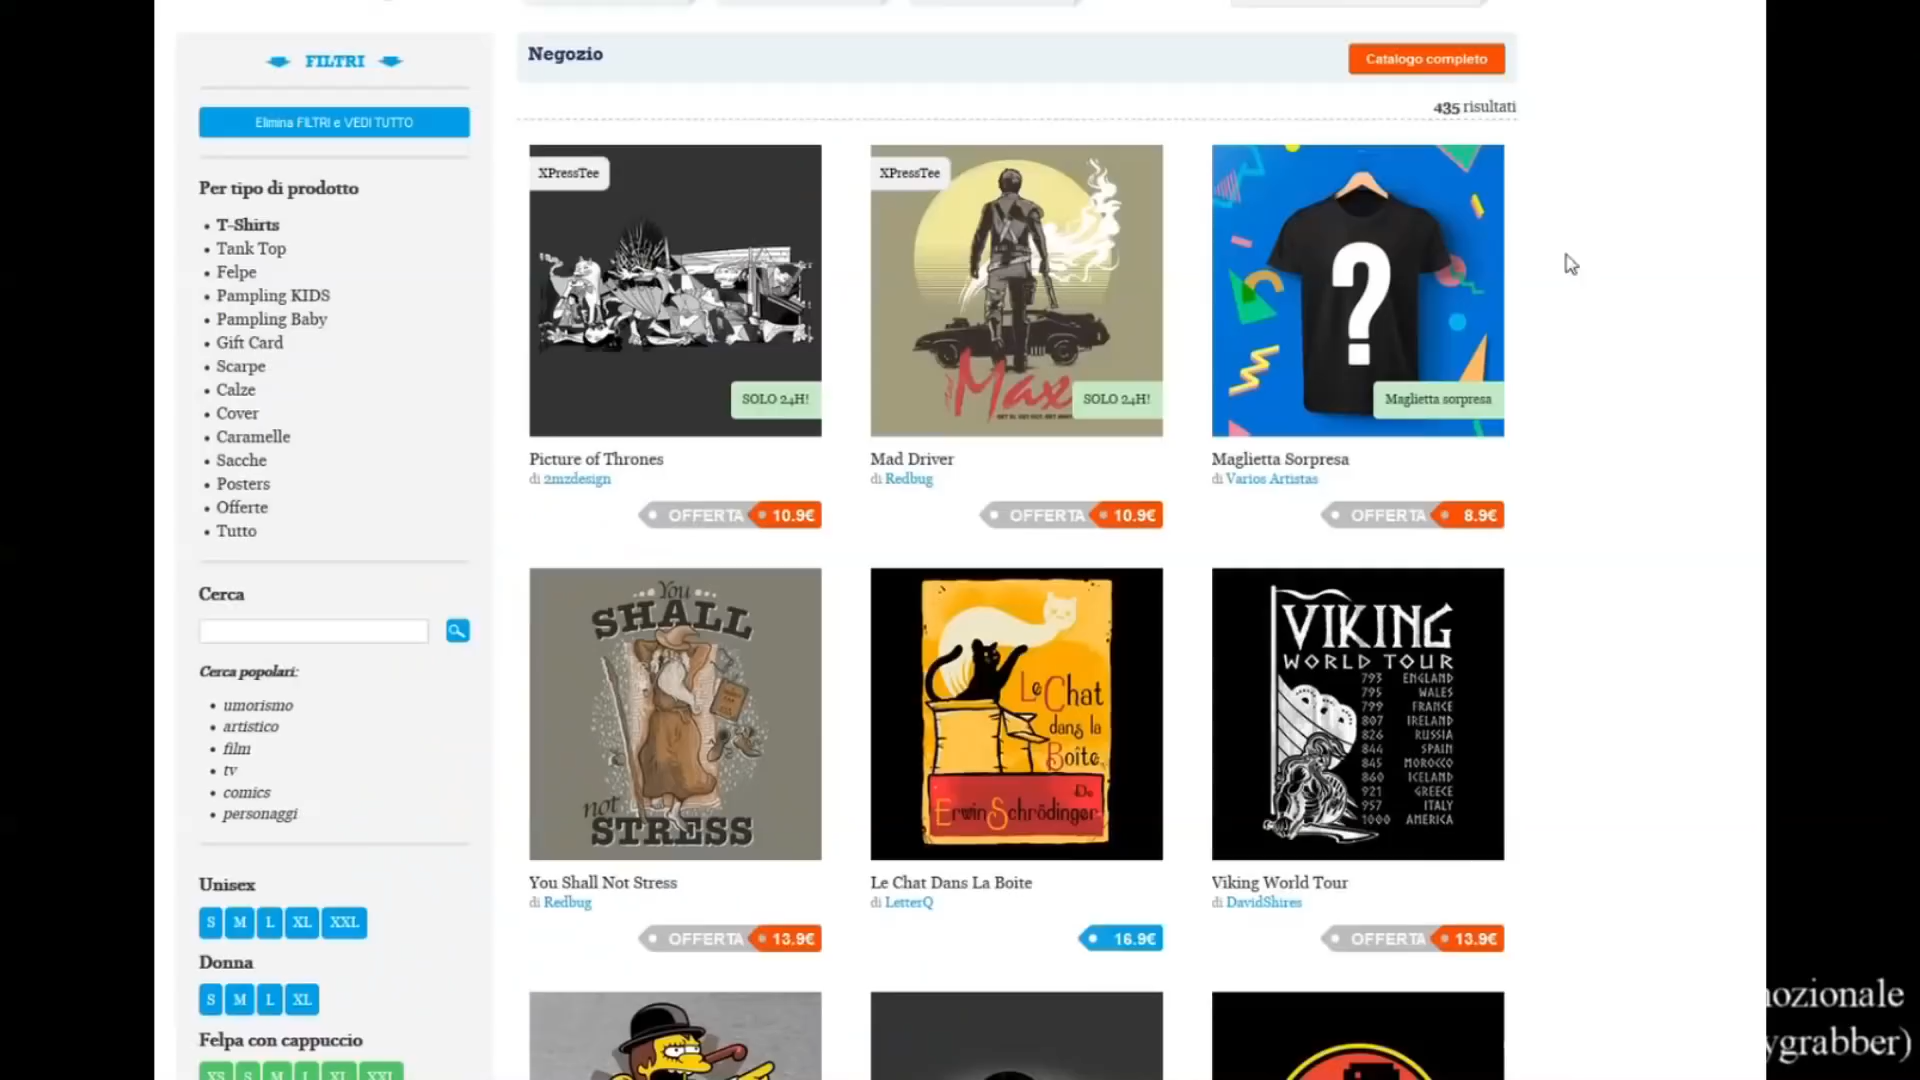 FILTRI
Elimina FILTRI e VEDI TUTTO
Per tipo di prodotto
T-Shirts
Tank Top
Felpe
Pampling KIDS
Pampling Baby
Gift Card
Scarpe
Calze
Cover
Caramelle
Sacche
Posters
Offerte
Tutto
Cerca
Cerca popolari:
umorismo
artistico
film
tv
comics
personaggi
Unisex
S M L XL XXL
Donna
S M L XL
Felpa con cappuccio
XS S M L XL XXL
Negozio
Catalogo completo
435 risultati
XPressTee
SOLO 24H!
Picture of Thrones
di 2mzdesign
OFFERTA 10.9€
XPressTee
Max
SOLO 24H!
Mad Driver
di Redbug
OFFERTA 10.9€
?
Maglietta sorpresa
Maglietta Sorpresa
di Varios Artistas
OFFERTA 8.9€
You
SHALL
not
STRESS
You Shall Not Stress
di Redbug
OFFERTA 13.9€
Le Chat
dans la
Boîte
De
Erwin Schrödinger
Le Chat Dans La Boite
di LetterQ
16.9€
VIKING
WORLD TOUR
793 ENGLAND
795 WALES
799 FRANCE
807 IRELAND
826 RUSSIA
844 SPAIN
845 MOROCCO
860 ICELAND
921 GREECE
957 ITALY
1000 AMERICA
Viking World Tour
di DavidShires
OFFERTA 13.9€
ozionale
ygrabber)